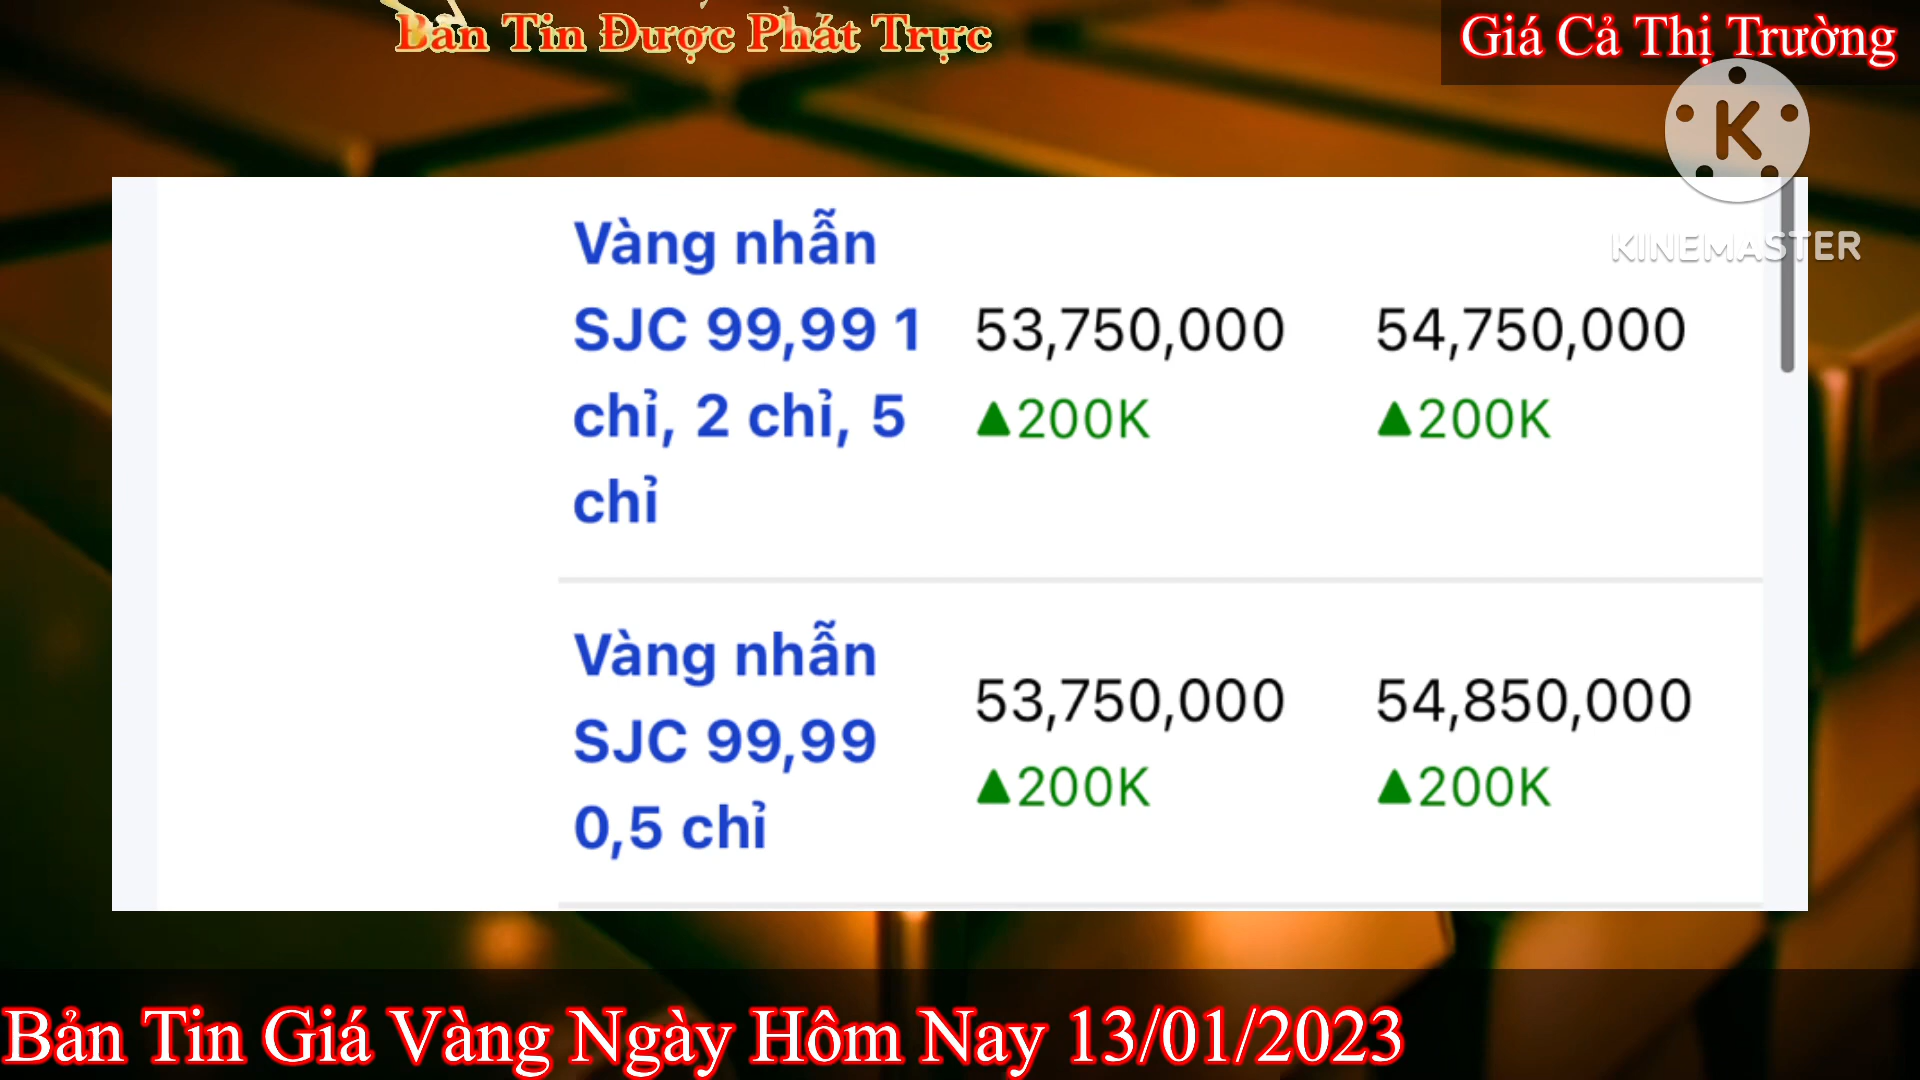 Bản Tin Được Phát Trực
Giá Cả Thị Trường
K
KINEMASTER
Vàng nhẫn
SJC 99,99 1
chỉ, 2 chỉ, 5
chỉ
53,750,000
▲200K
54,750,000
▲200K
Vàng nhẫn
SJC 99,99
0,5 chỉ
53,750,000
▲200K
54,850,000
▲200K
Bản Tin Giá Vàng Ngày Hôm Nay 13/01/2023